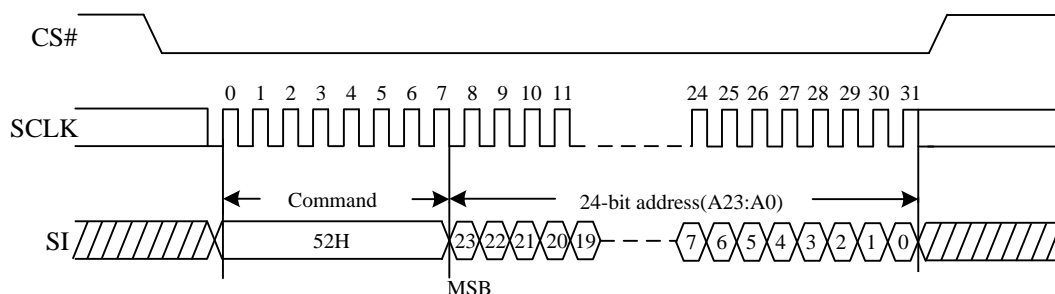 CS#
0 1 2 3 4 5 6 7 8 9 10 11 24 25 26 27 28 29 30 31
SCLK
Command 24-bit address(A23:A0)
SI 52H 23 22 21 20 19 7 6 5 4 3 2 1 0
MSB